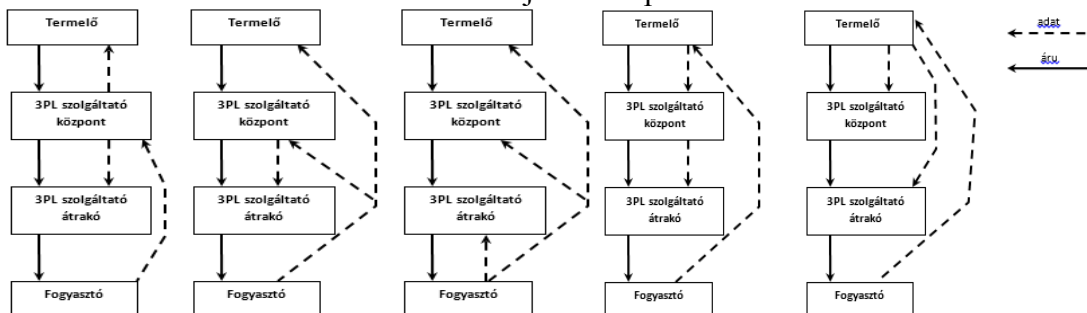 Termelő
Termelő
Termelő
Termelő
Termelő
adat
áru
3PL szolgáltató
központ
3PL szolgáltató
központ
3PL szolgáltató
központ
3PL szolgáltató
központ
3PL szolgáltató
központ
3PL szolgáltató
átrakó
3PL szolgáltató
átrakó
3PL szolgáltató
átrakó
3PL szolgáltató
átrakó
3PL szolgáltató
átrakó
Fogyasztó
Fogyasztó
Fogyasztó
Fogyasztó
Fogyasztó